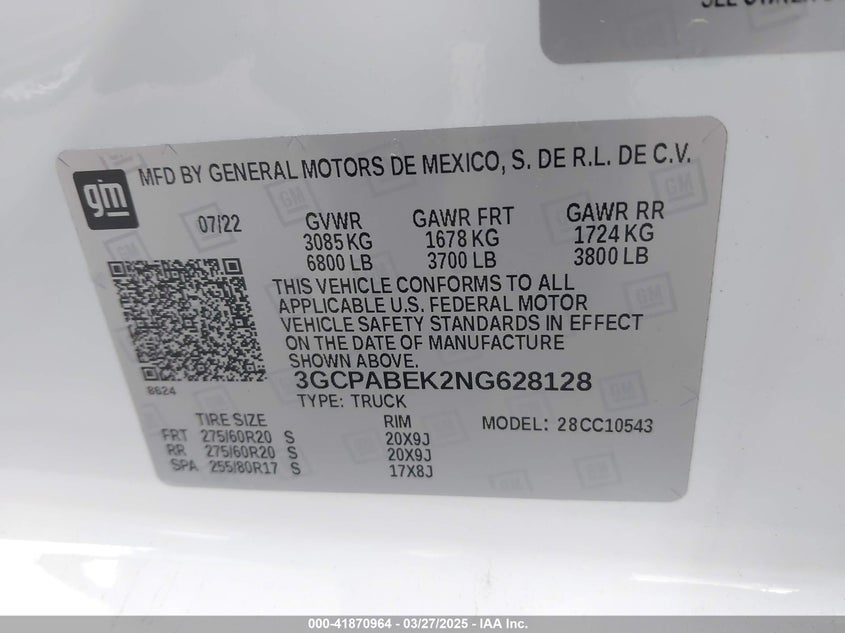 gm
MFD BY GENERAL MOTORS DE MEXICO, S. DE R.L. DE C.V.
07/22 GVWR GAWR FRT GAWR RR
3085 KG 1678 KG 1724 KG
6800 LB 3700 LB 3800 LB
THIS VEHICLE CONFORMS TO ALL
APPLICABLE U.S. FEDERAL MOTOR
VEHICLE SAFETY STANDARDS IN EFFECT
ON THE DATE OF MANUFACTURE
SHOWN ABOVE.
8624
3GCPABEK2NG628128
TYPE: TRUCK
TIRE SIZE RIM MODEL: 28CC10543
FRT 275/60R20 S 20X9J
RR 275/60R20 S 20X9J
SPA 255/80R17 S 17X8J
000-41870964 - 03/27/2025 - IAA Inc.